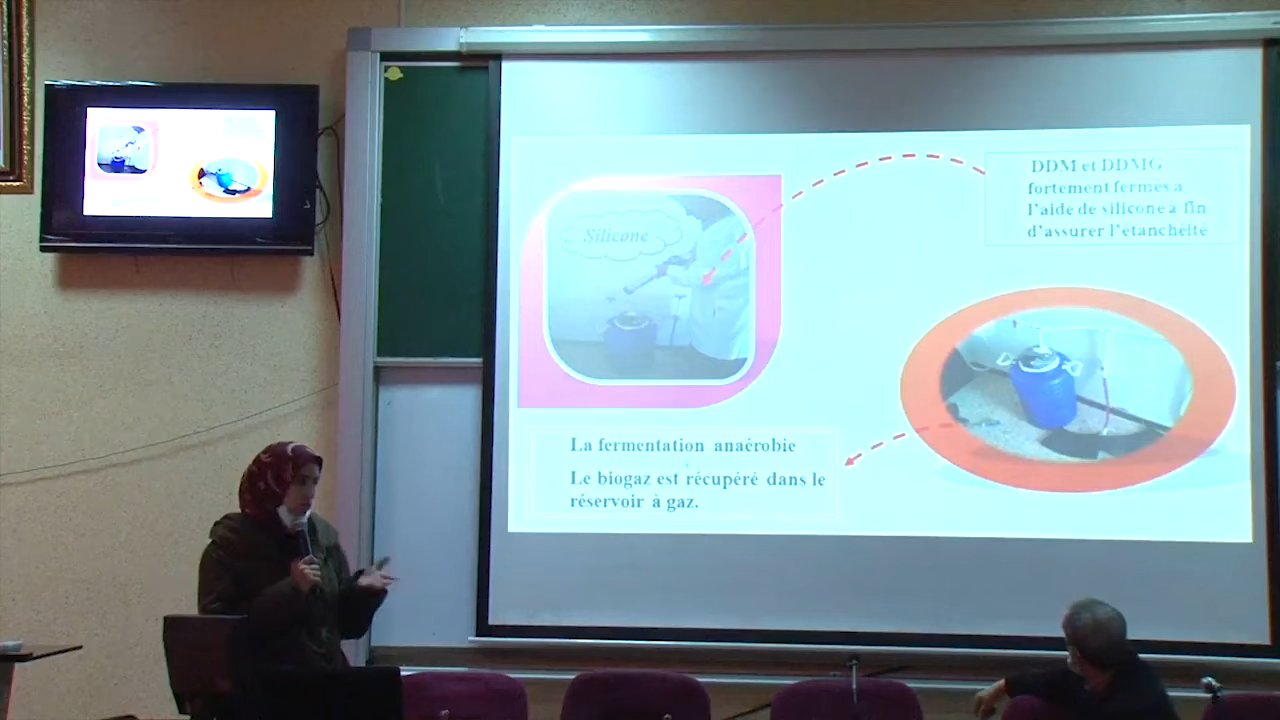 Silicone
DDM et DDMG
fortement fermés a
l'aide de silicone a fin
d'assurer l'etancheité
La fermentation anaérobie
Le biogaz est récupéré dans le
réservoir à gaz.